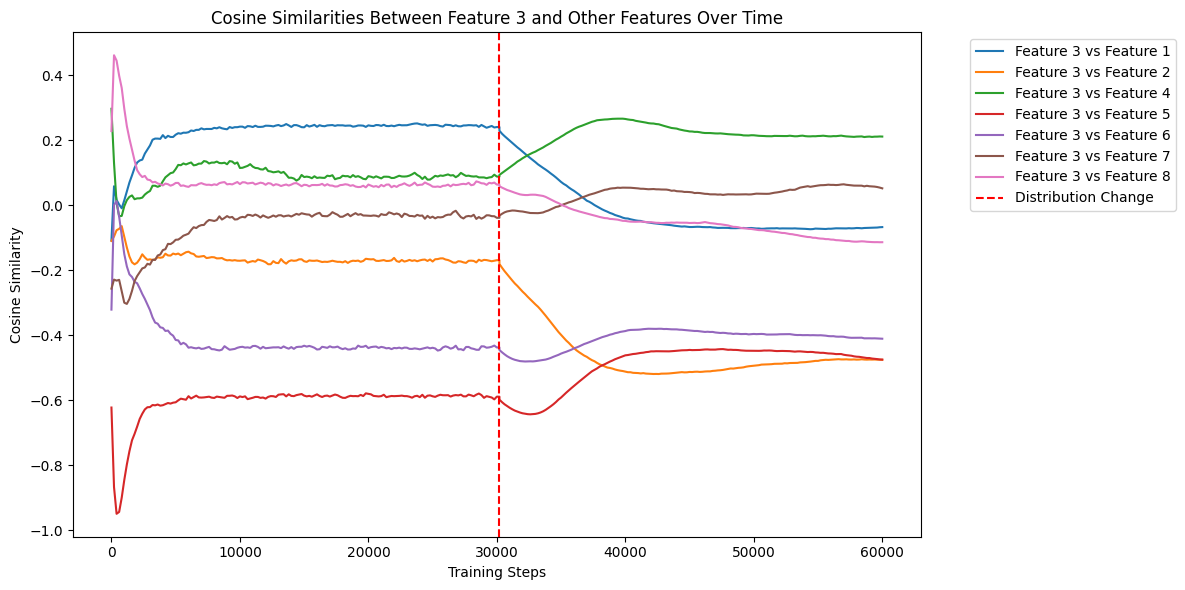 Cosine Similarities Between Feature 3 and Other Features Over Time
Cosine Similarity
0.4
0.2
0.0
−0.2
−0.4
−0.6
−0.8
−1.0
0 10000 20000 30000 40000 50000 60000
Training Steps
Feature 3 vs Feature 1
Feature 3 vs Feature 2
Feature 3 vs Feature 4
Feature 3 vs Feature 5
Feature 3 vs Feature 6
Feature 3 vs Feature 7
Feature 3 vs Feature 8
Distribution Change